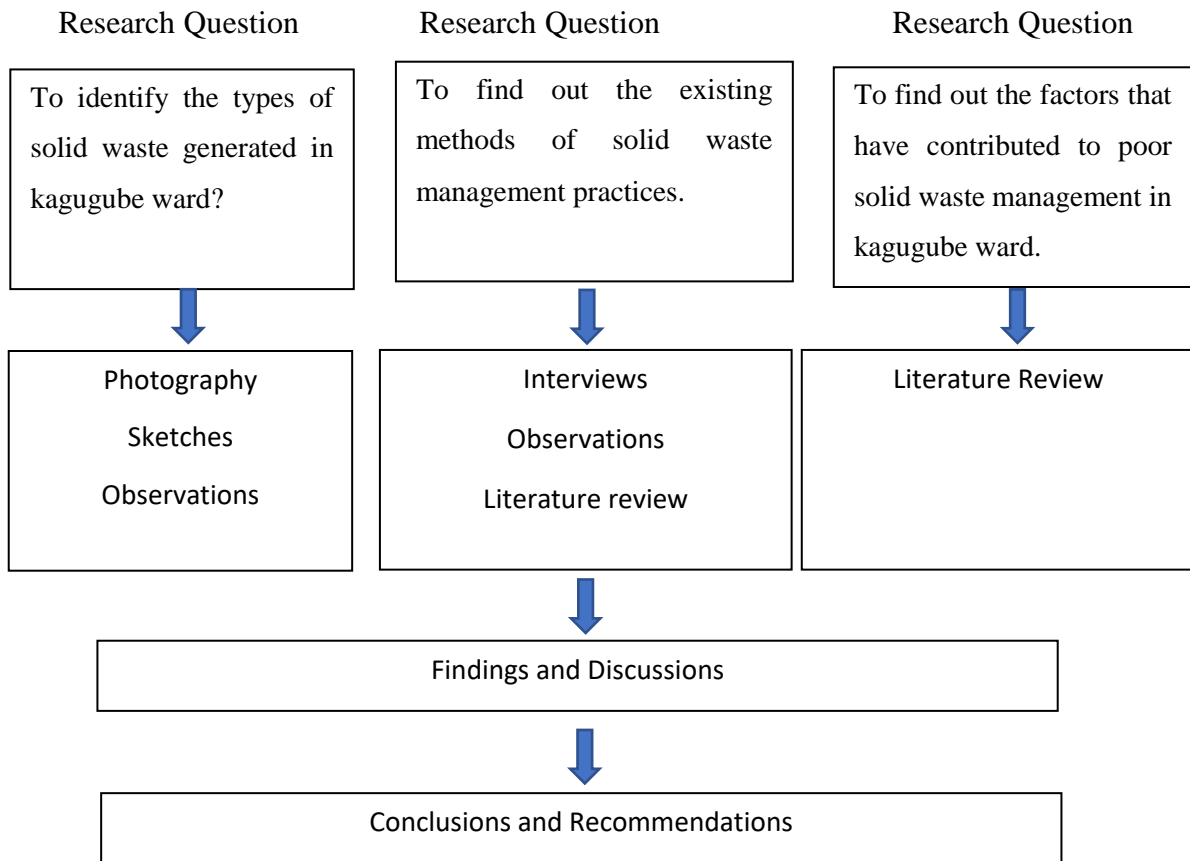 Research Question
Research Question
Research Question
To identify the types of
solid waste generated in
kagugube ward?
To find out the existing
methods of solid waste
management practices.
To find out the factors that
have contributed to poor
solid waste management in
kagugube ward.
Photography
Sketches
Observations
Interviews
Observations
Literature review
Literature Review
Findings and Discussions
Conclusions and Recommendations